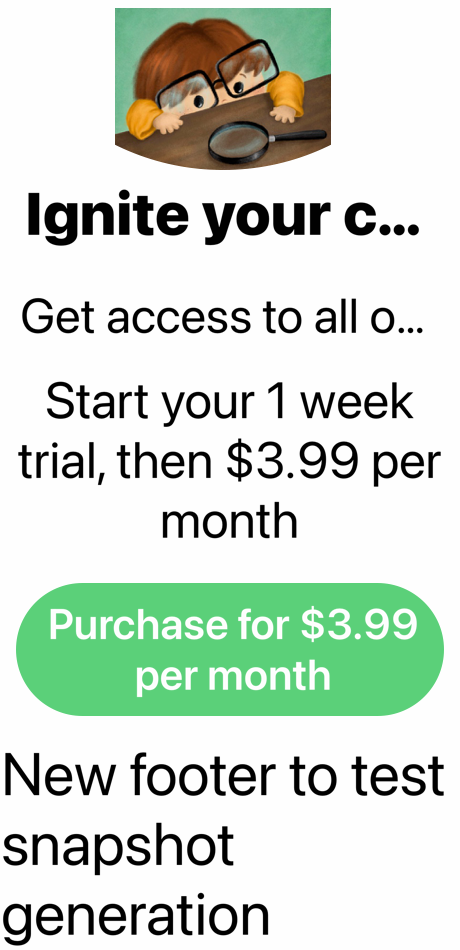 Ignite your c...
Get access to all o...
Start your 1 week
trial, then $3.99 per
month
Purchase for $3.99
per month
New footer to test
snapshot
generation